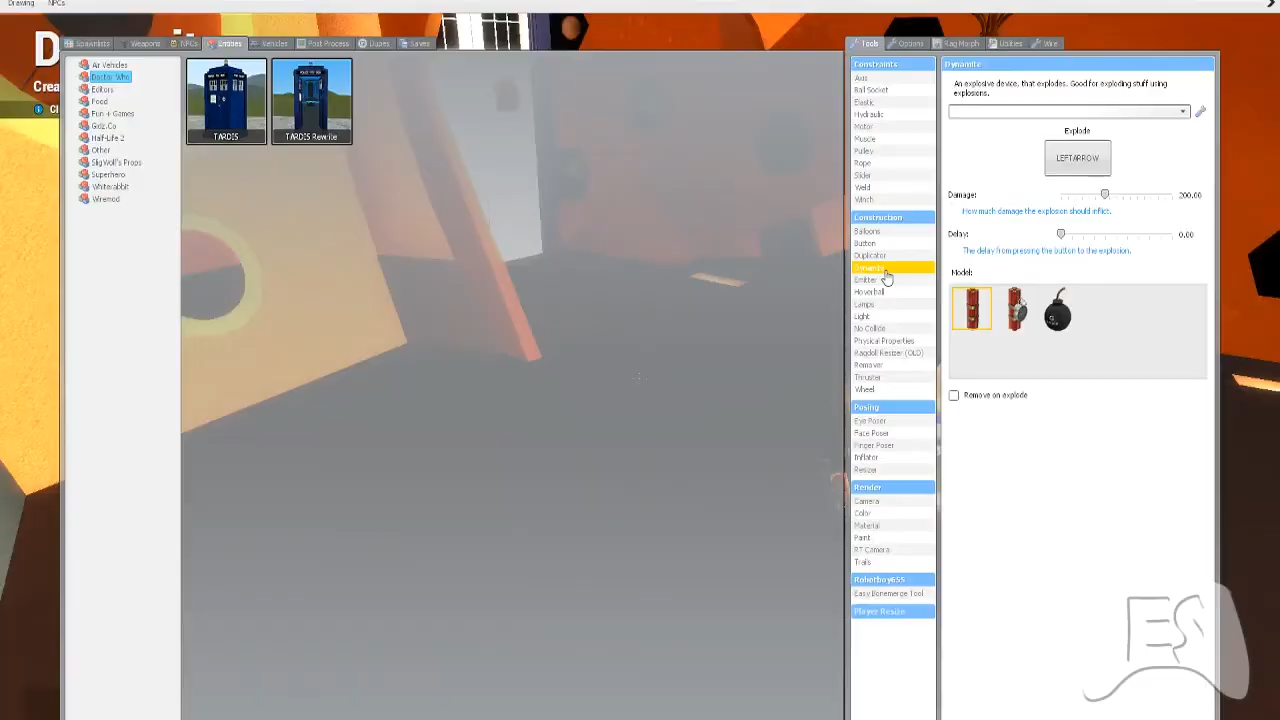 Drawing NPCs
D
Crea
Cl
Spawnlists Weapons NPCs Entities Vehicles Post Process Dupes Saves
Air Vehicles
Doctor Who
Editors
Food
Fun + Games
Gidz.Co
Half-Life 2
Other
SligWolf's Props
Superhero
Whiterabbit
Wiremod
TARDIS
TARDIS Rewrite
Tools Options Rag Morph Utilities Wire
Constraints
Axis
Ball Socket
Elastic
Hydraulic
Motor
Muscle
Pulley
Rope
Slider
Weld
Winch
Construction
Balloons
Button
Duplicator
Dynamite
Emitter
Hoverball
Lamps
Light
No Collide
Physical Properties
Ragdoll Resizer (OLD)
Remover
Thruster
Wheel
Posing
Eye Poser
Face Poser
Finger Poser
Inflator
Resizer
Render
Camera
Color
Material
Paint
RT Camera
Trails
Robotboy655
Easy Bonemerge Tool
Player Resize
Dynamite
An explosive device, that explodes. Good for exploding stuff using
explosions.
Explode
LEFTARROW
Damage: 200.00
How much damage the explosion should inflict.
Delay: 0.00
The delay from pressing the button to the explosion.
Model:
Remove on explode
ES